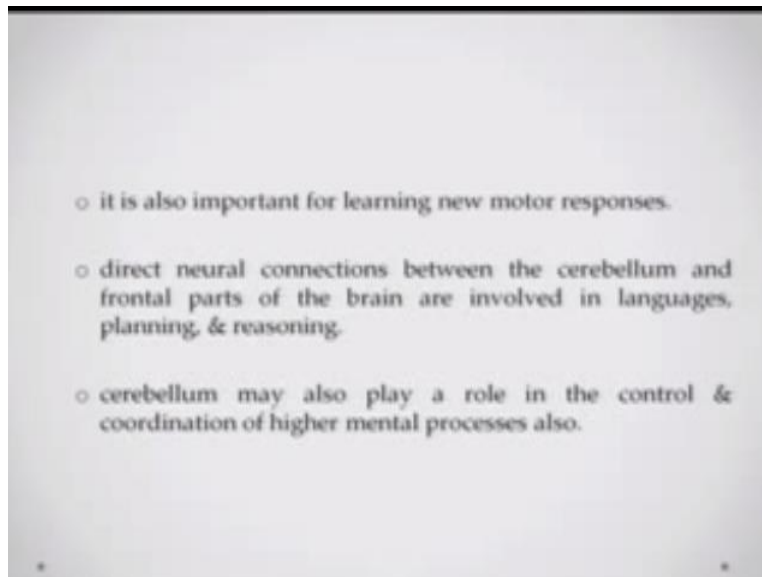 it is also important for learning new motor responses.
direct neural connections between the cerebellum and
frontal parts of the brain are involved in languages,
planning, & reasoning.
cerebellum may also play a role in the control &
coordination of higher mental processes also.